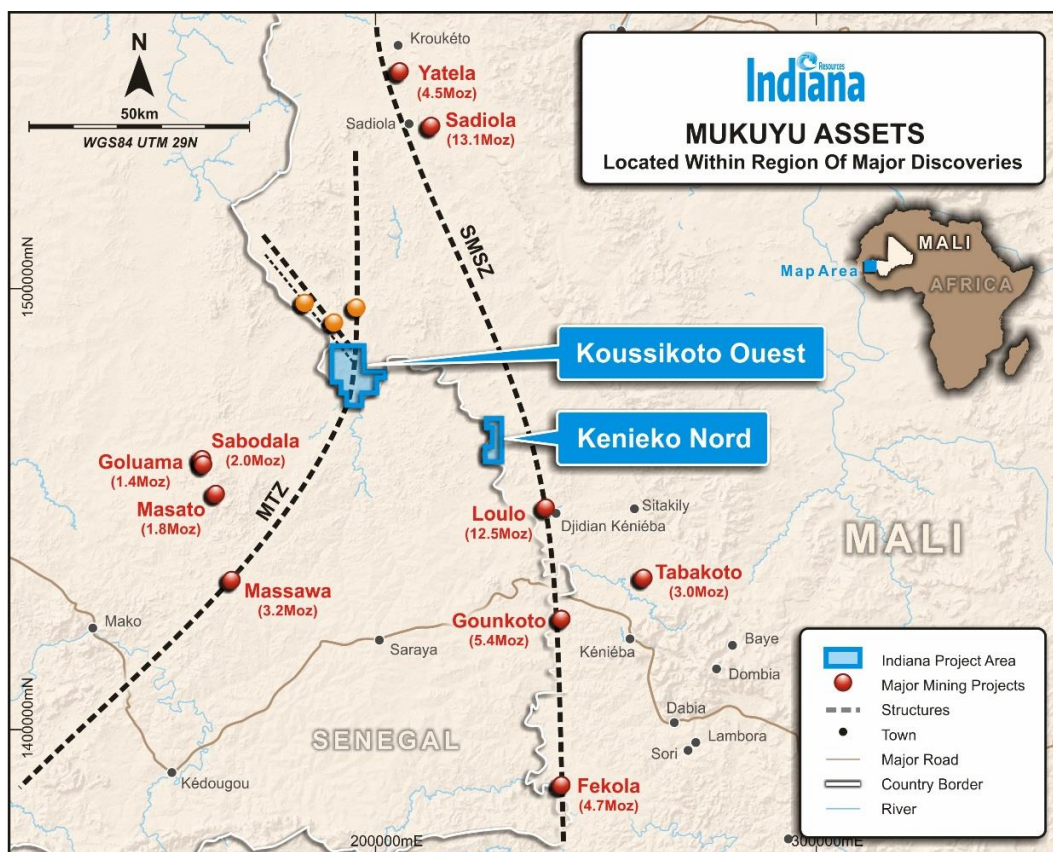 N
50km
WGS84 UTM 29N
Indiana
Resources
MUKUYU ASSETS
Located Within Region Of Major Discoveries
MALI
AFRICA
Map Area
Kroukéto
Yatela
(4.5Moz)
Sadiola
Sadiola
(13.1Moz)
SMSZ
1500000mN
Koussikoto Ouest
Kenieko Nord
Sabodala
(2.0Moz)
Goluama
(1.4Moz)
Masato
(1.8Moz)
MTZ
Massawa
(3.2Moz)
Loulo
(12.5Moz)
Djidian Kéniéba
Sitakily
MALI
Tabakoto
(3.0Moz)
Gounkoto
(5.4Moz)
Mako
Saraya
Kéniéba
Baye
Dombia
Dabia
Lambora
Sori
1400000mN
SENEGAL
Kédougou
Fekola
(4.7Moz)
200000mE
300000mE
Indiana Project Area
Major Mining Projects
Structures
Town
Major Road
Country Border
River